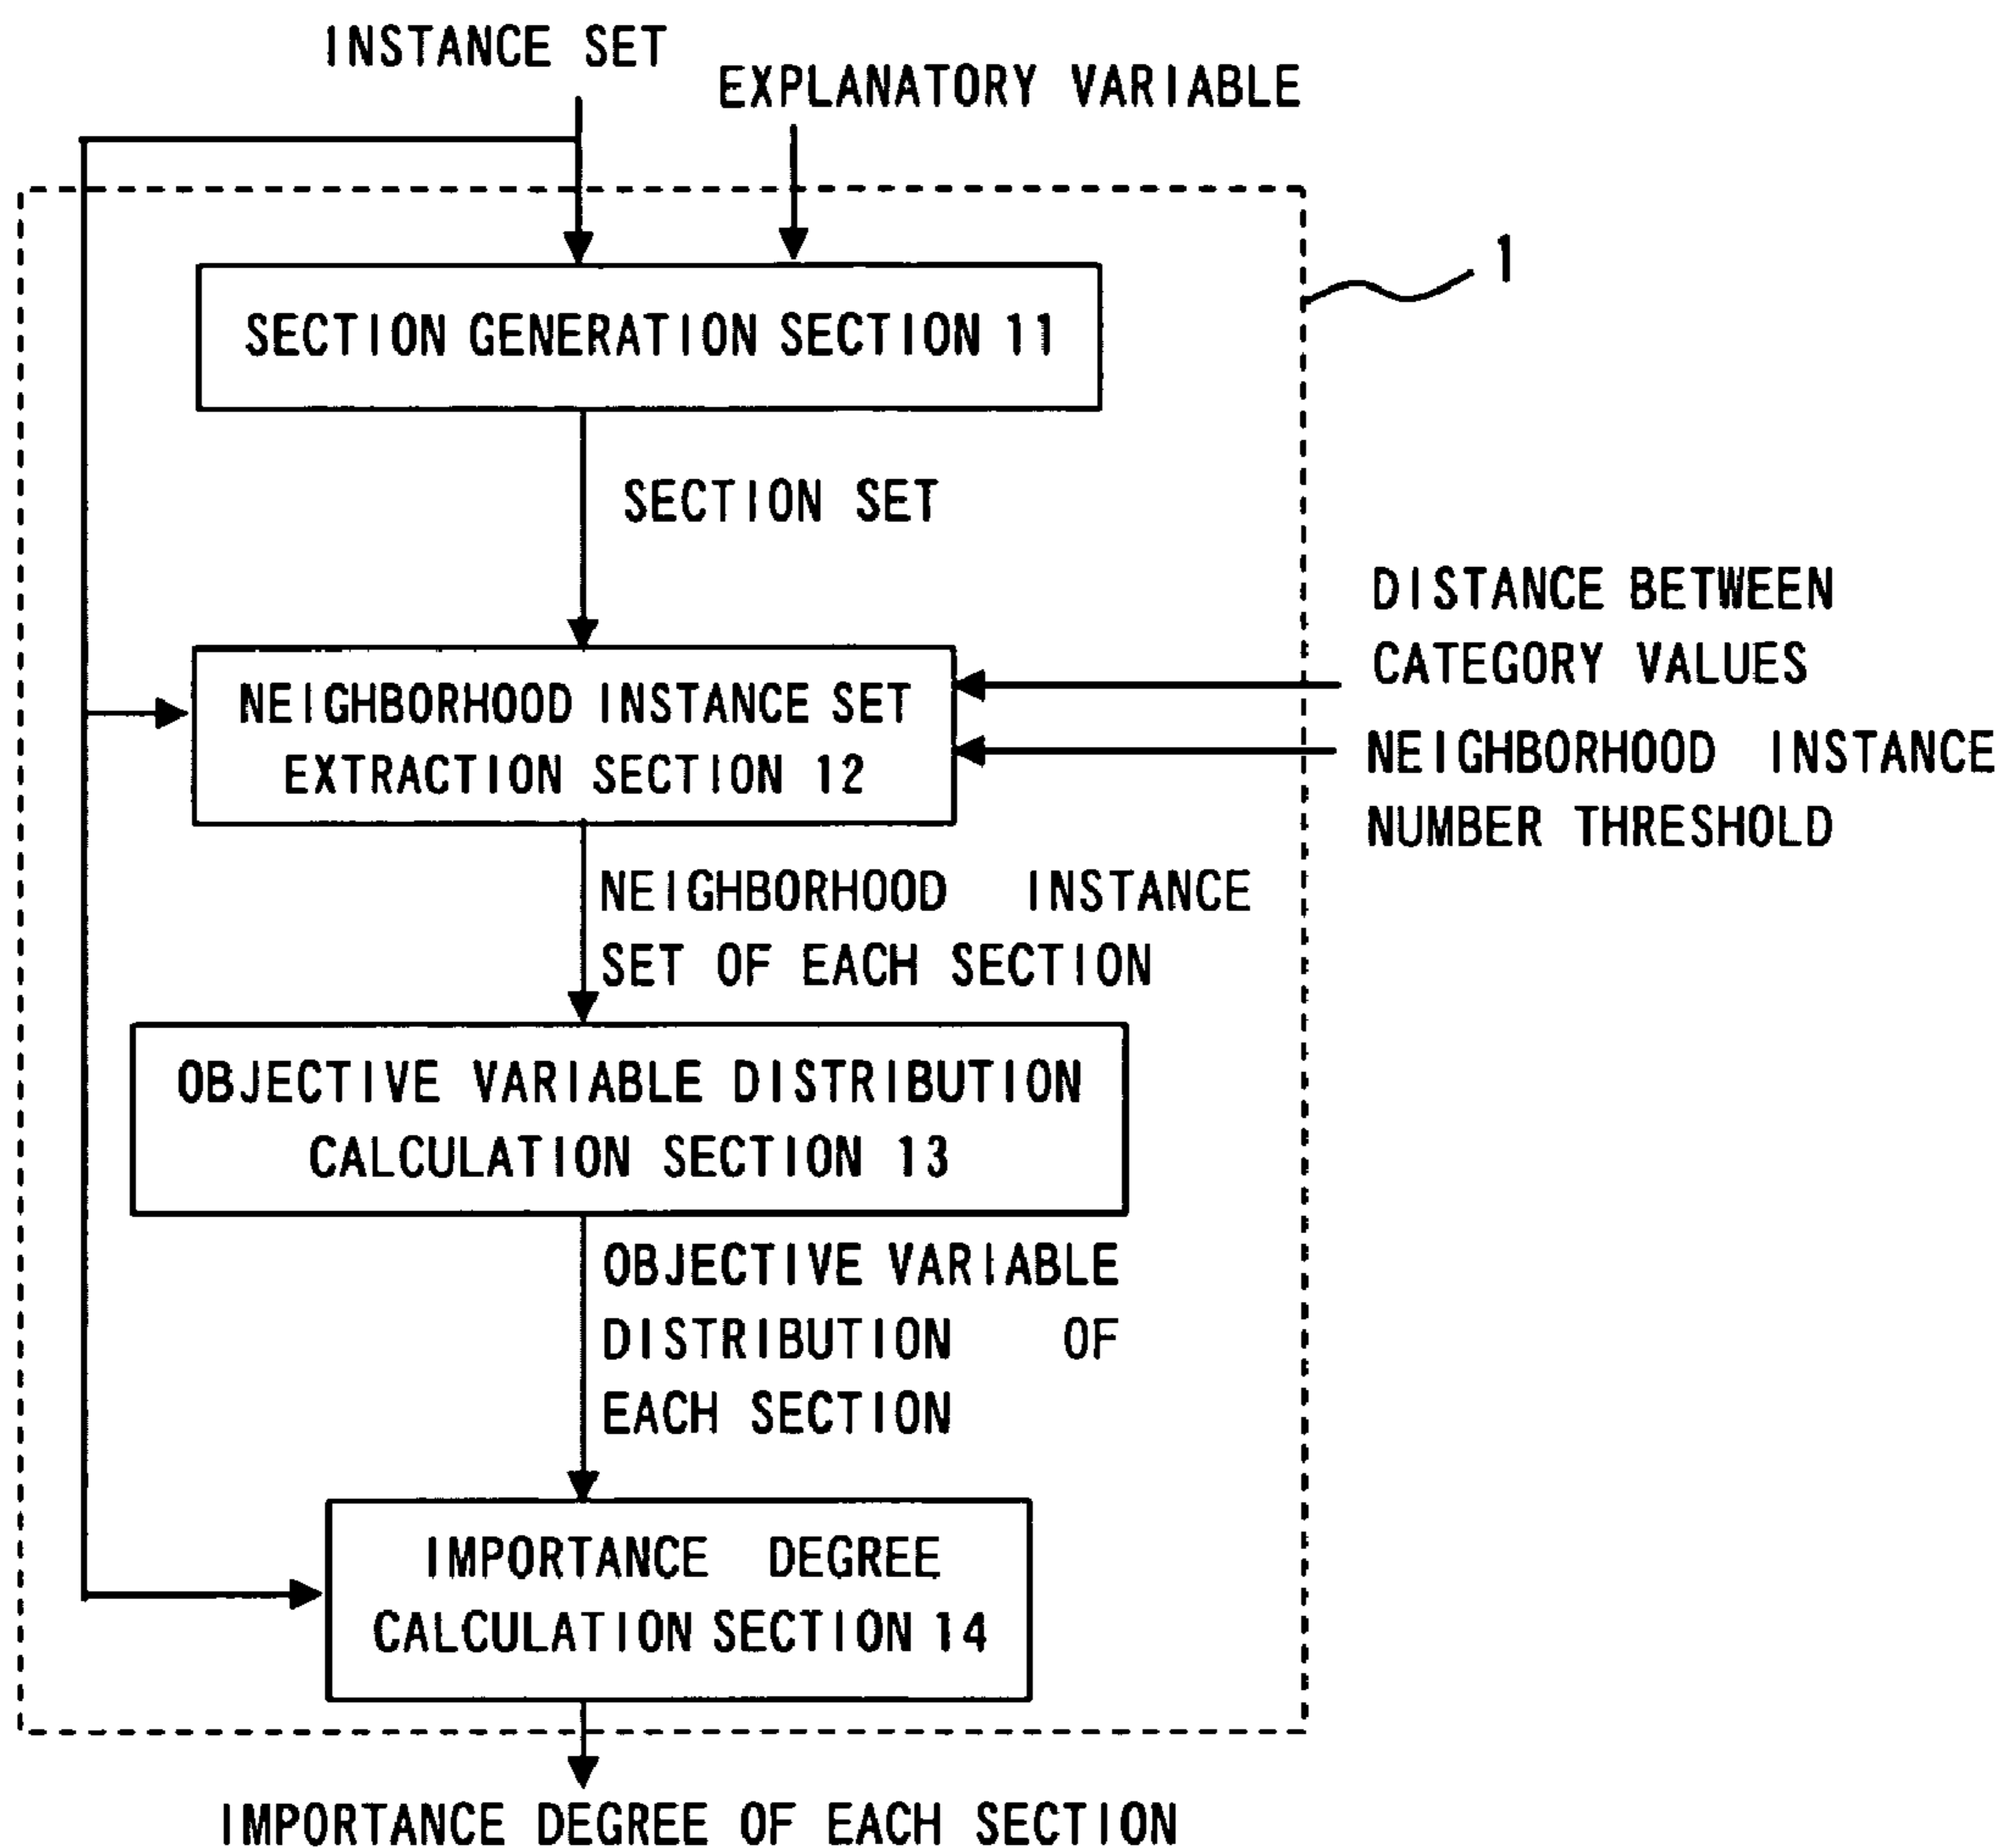 INSTANCE SET
EXPLANATORY VARIABLE
1
SECTION GENERATION SECTION 11
SECTION SET
DISTANCE BETWEEN
CATEGORY VALUES
NEIGHBORHOOD INSTANCE SET
EXTRACTION SECTION 12
NEIGHBORHOOD INSTANCE
NUMBER THRESHOLD
NEIGHBORHOOD INSTANCE
SET OF EACH SECTION
OBJECTIVE VARIABLE DISTRIBUTION
CALCULATION SECTION 13
OBJECTIVE VARIABLE
DISTRIBUTION OF
EACH SECTION
IMPORTANCE DEGREE
CALCULATION SECTION 14
IMPORTANCE DEGREE OF EACH SECTION